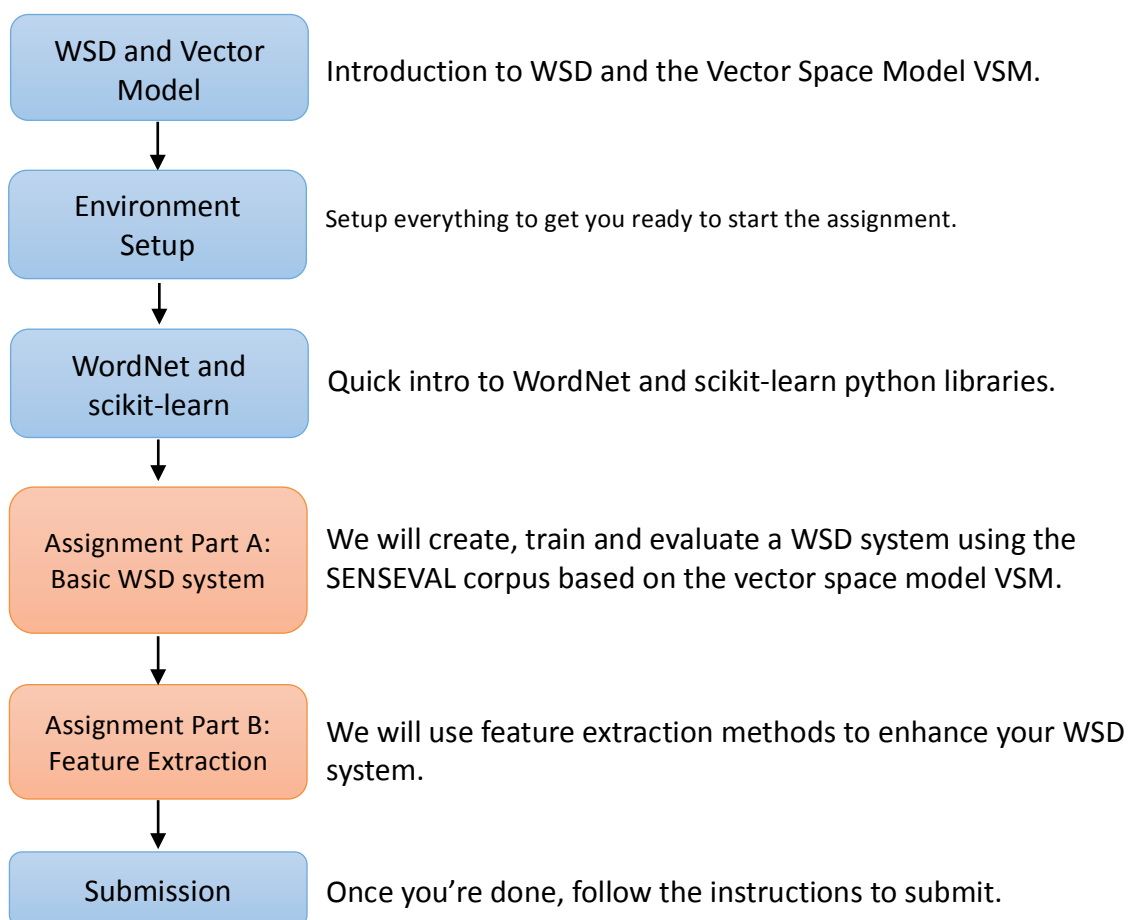 WSD and Vector
Model
Introduction to WSD and the Vector Space Model VSM.
Environment
Setup
Setup everything to get you ready to start the assignment.
WordNet and
scikit-learn
Quick intro to WordNet and scikit-learn python libraries.
Assignment Part A:
Basic WSD system
We will create, train and evaluate a WSD system using the
SENSEVAL corpus based on the vector space model VSM.
Assignment Part B:
Feature Extraction
We will use feature extraction methods to enhance your WSD
system.
Submission
Once you’re done, follow the instructions to submit.